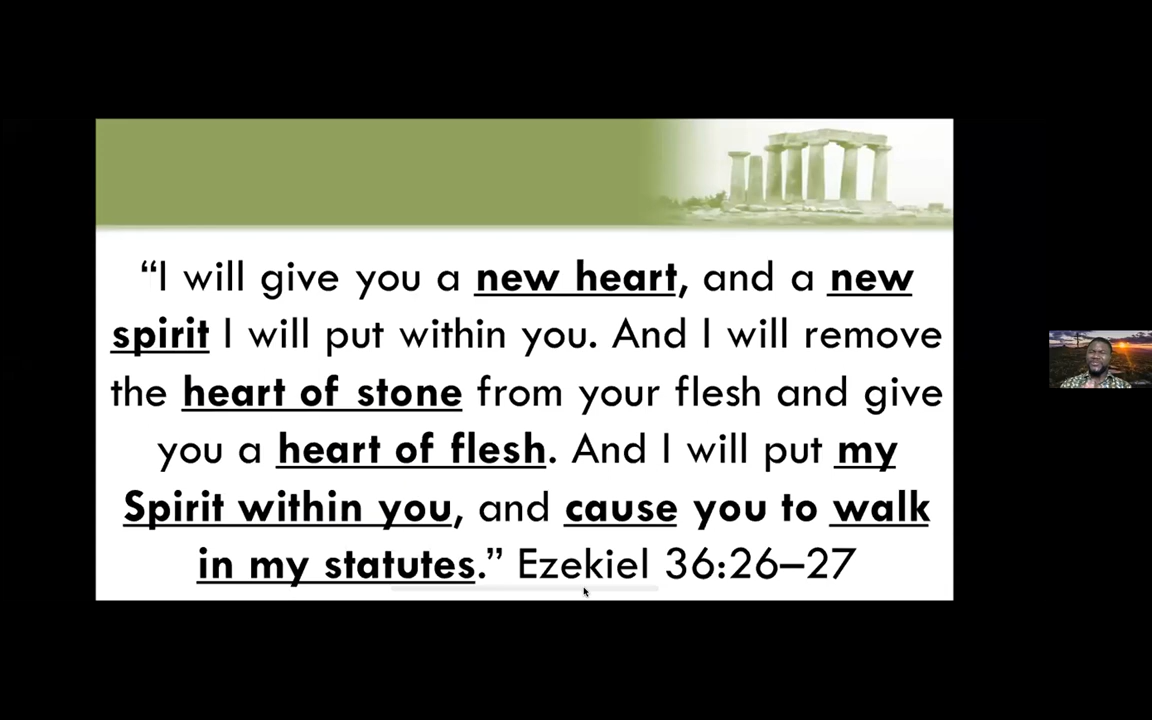 “I will give you a new heart, and a new
spirit I will put within you. And I will remove
the heart of stone from your flesh and give
you a heart of flesh. And I will put my
Spirit within you, and cause you to walk
in my statutes.” Ezekiel 36:26–27